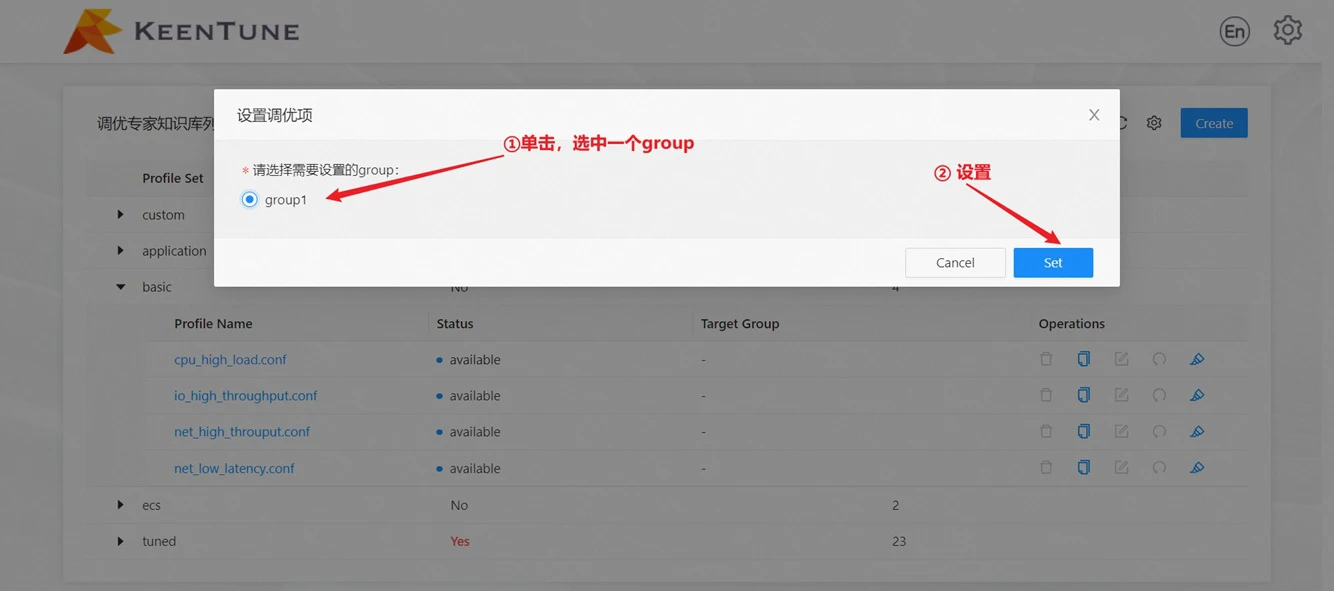 KEENTUNE
En
设置调优项
X
调优专家知识库列
Create
①单击，选中一个group
* 请选择需要设置的group:
② 设置
group1
Cancel
Set
Profile Set
custom
application
basic
No
4
Profile Name
Status
Target Group
Operations
cpu_high_load.conf
available
-
io_high_throughput.conf
available
-
net_high_throuput.conf
available
-
net_low_latency.conf
available
-
ecs
No
2
tuned
Yes
23